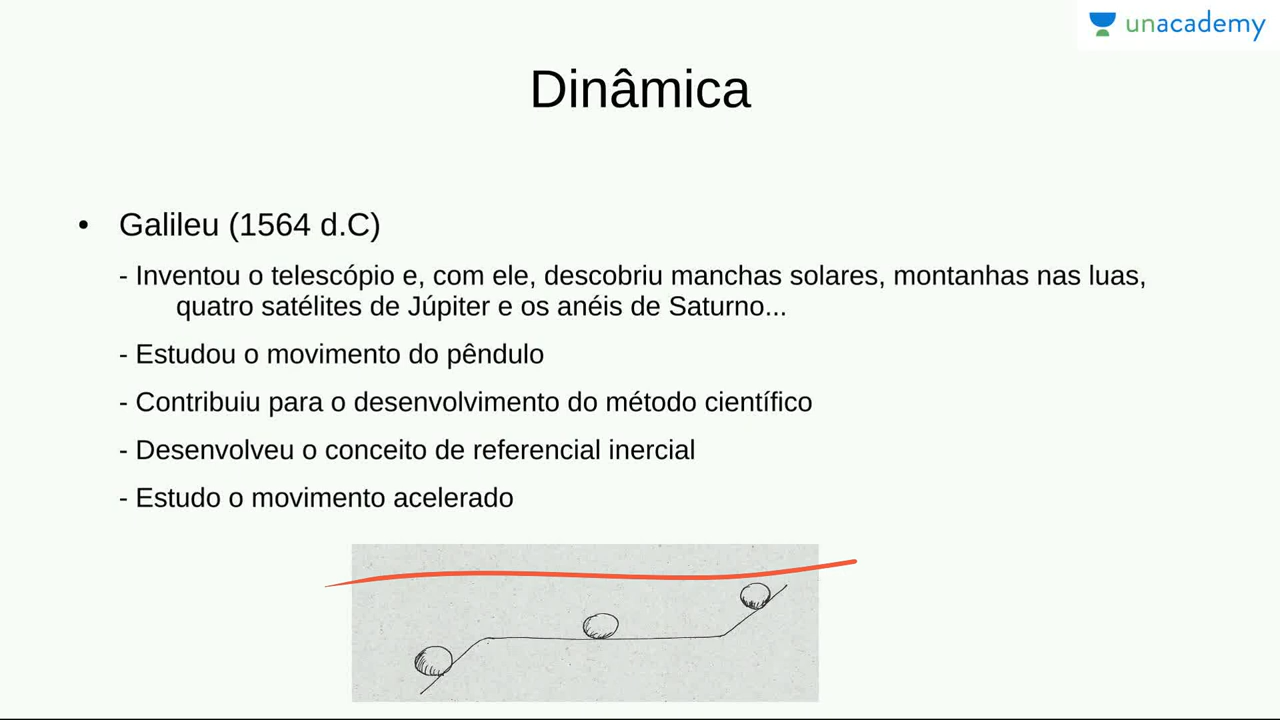 unacademy
Dinâmica
• Galileu (1564 d.C)
- Inventou o telescópio e, com ele, descobriu manchas solares, montanhas nas luas,
quatro satélites de Júpiter e os anéis de Saturno...
- Estudou o movimento do pêndulo
- Contribuiu para o desenvolvimento do método científico
- Desenvolveu o conceito de referencial inercial
- Estudo o movimento acelerado